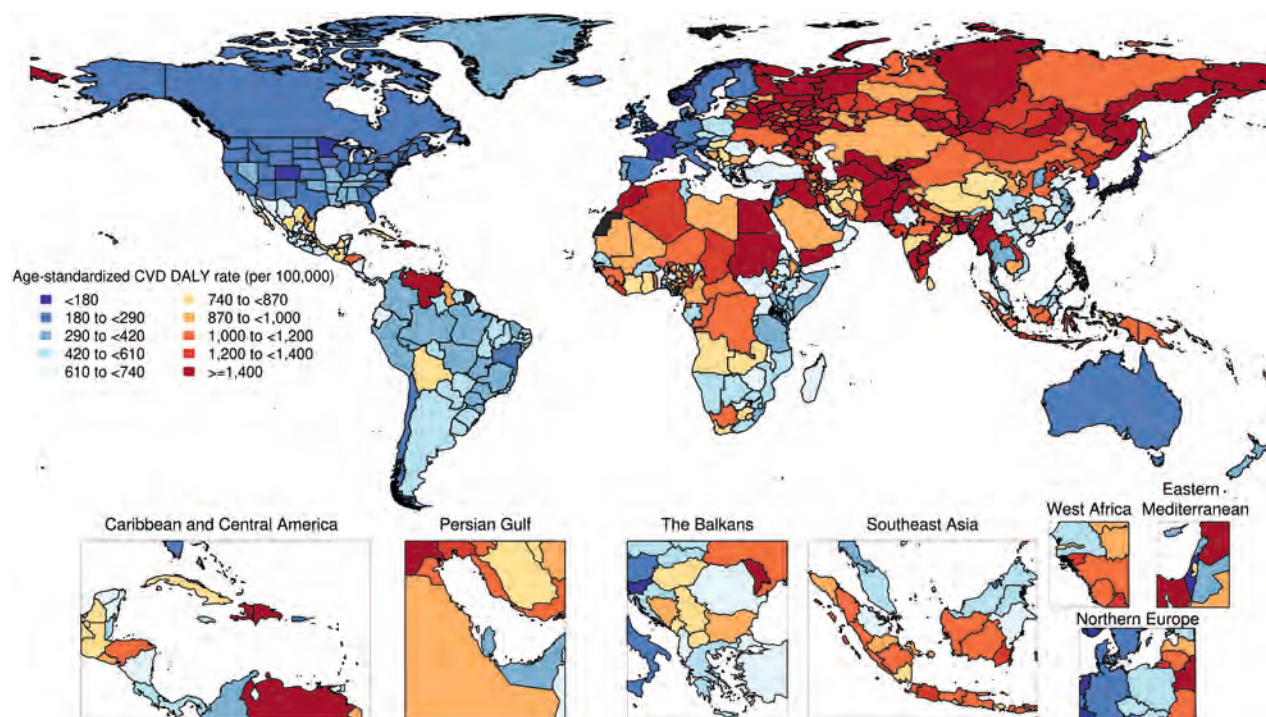 Age-standardized CVD DALY rate (per 100,000)
<180
180 to <290
290 to <420
420 to <610
610 to <740
740 to <870
870 to <1,000
1,000 to <1,200
1,200 to <1,400
>=1,400
Caribbean and Central America
Persian Gulf
The Balkans
Southeast Asia
West Africa
Eastern
Mediterranean
Northern Europe